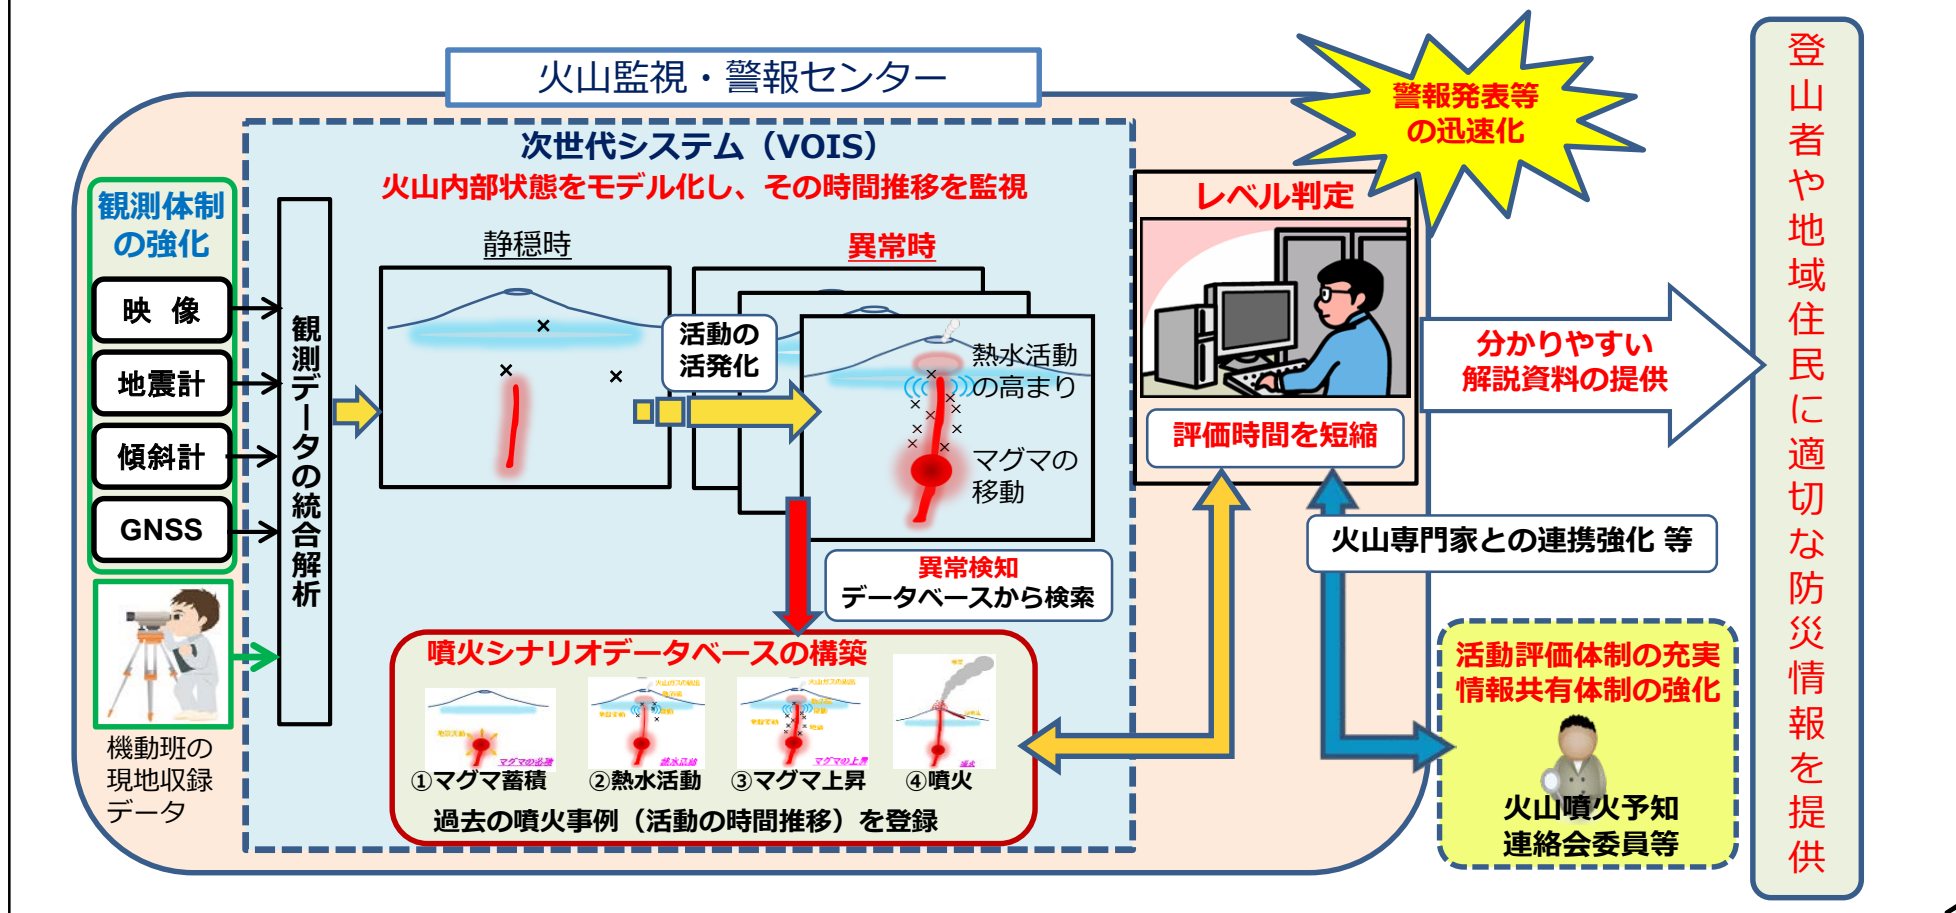 火山監視・警報センター
警報発表等
の迅速化
次世代システム（VOIS）
火山内部状態をモデル化し、その時間推移を監視
観測体制
の強化
映 像
地震計
傾斜計
GNSS
機動班の
現地収録
データ
観測データの統合解析
静穏時
異常時
活動の
活発化
熱水活動
の高まり
マグマの
移動
異常検知
データベースから検索
噴火シナリオデータベースの構築
①マグマ蓄積
②熱水活動
③マグマ上昇
④噴火
過去の噴火事例（活動の時間推移）を登録
レベル判定
評価時間を短縮
分かりやすい
解説資料の提供
火山専門家との連携強化 等
活動評価体制の充実
情報共有体制の強化
火山噴火予知
連絡会委員等
登山者や地域住民に適切な防災情報を提供